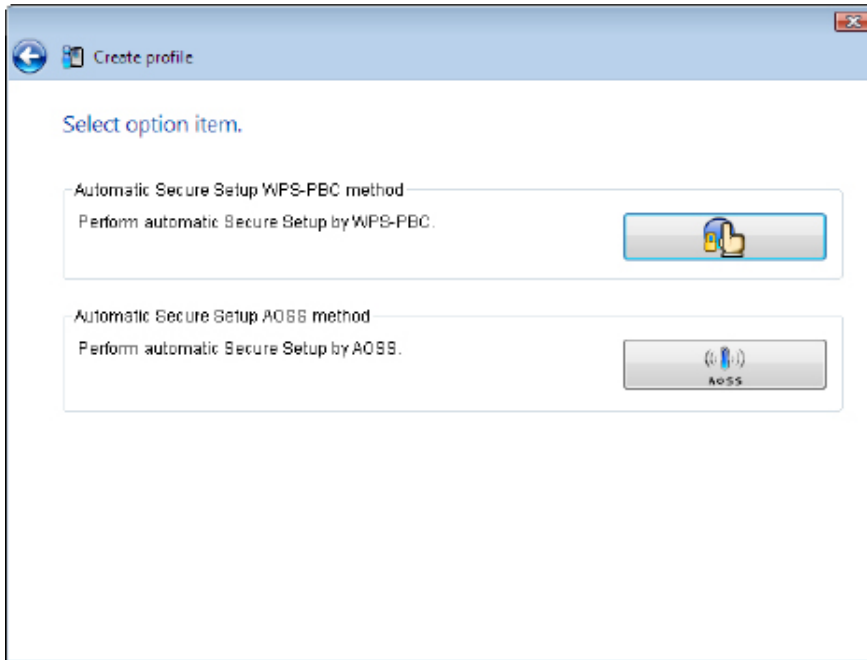 Create profile
Select option item.
Automatic Secure Setup WPS-PBC method
Perform automatic Secure Setup by WPS-PBC.
Automatic Secure Setup AOSS method
Perform automatic Secure Setup by AOSS.
AOSS